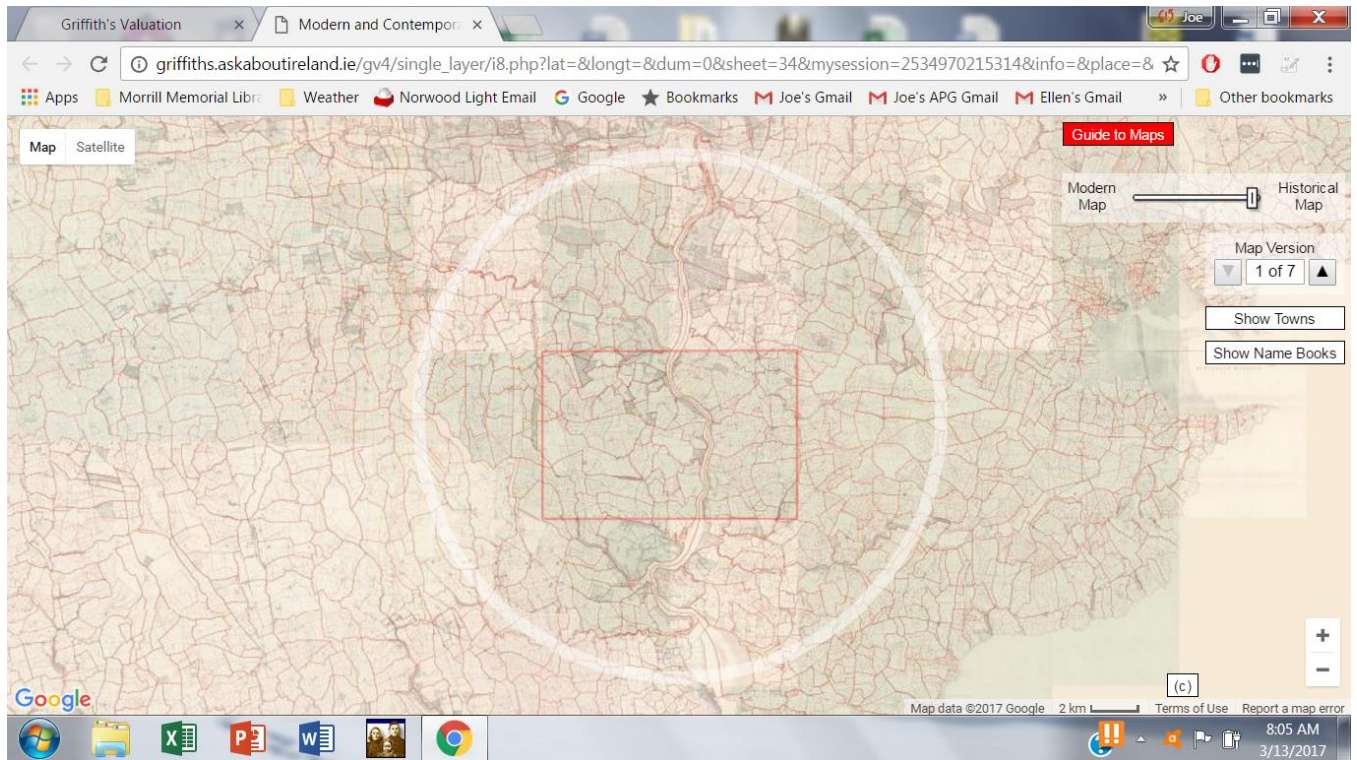 Griffith's Valuation × Modern and Contempora × Joe
griffiths.askaboutireland.ie/gv4/single_layer/i8.php?lat=&longt=&dum=0&sheet=34&mysession=2534970215314&info=&place=&
Apps Morrill Memorial Libra Weather Norwood Light Email Google Bookmarks Joe's Gmail Joe's APG Gmail Ellen's Gmail » Other bookmarks
Guide to Maps
Map Satellite
Modern Map
Historical Map
Map Version
1 of 7
Show Towns
Show Name Books
+
−
(c)
Google
Map data ©2017 Google 2 km Terms of Use Report a map error
8:05 AM
3/13/2017